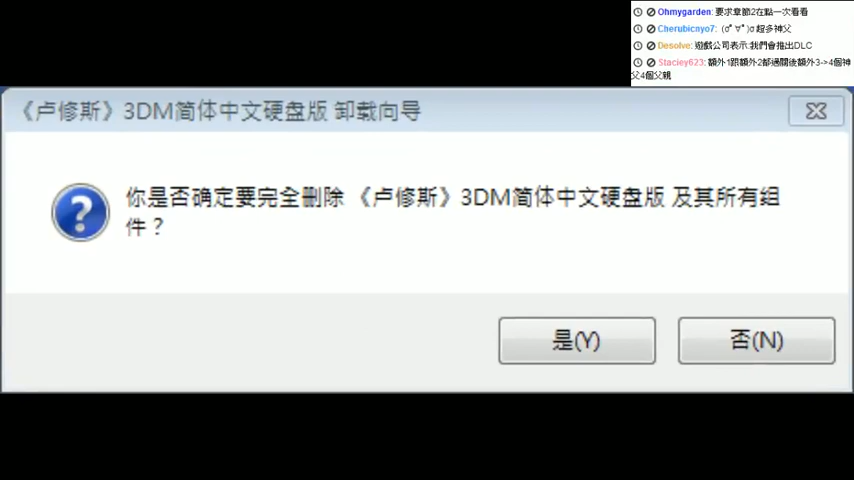 Ohmygarden: 要求章節2在點一次看看
Cherubicnyo7: (σ゚∀゚)σ 超多神父
Desolve: 遊戲公司表示:我們會推出DLC
Staciey623: 額外1跟額外2都過關後額外3->4個神
父4個父親
《卢修斯》3DM简体中文硬盘版 卸载向导
你是否确定要完全删除 《卢修斯》3DM简体中文硬盘版 及其所有组
件？
是(Y)
否(N)